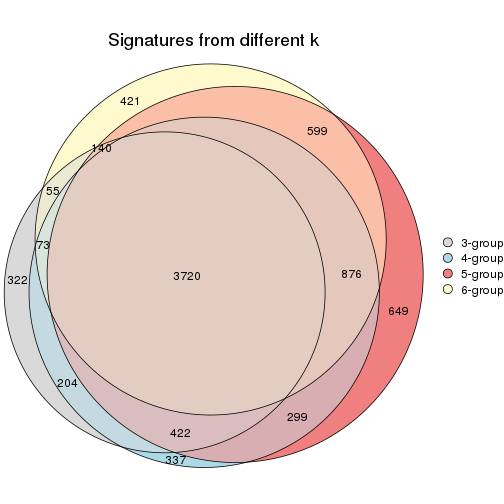 Signatures from different k
421
599
140
55
73
3720
876
322
649
204
422
299
337
3-group
4-group
5-group
6-group